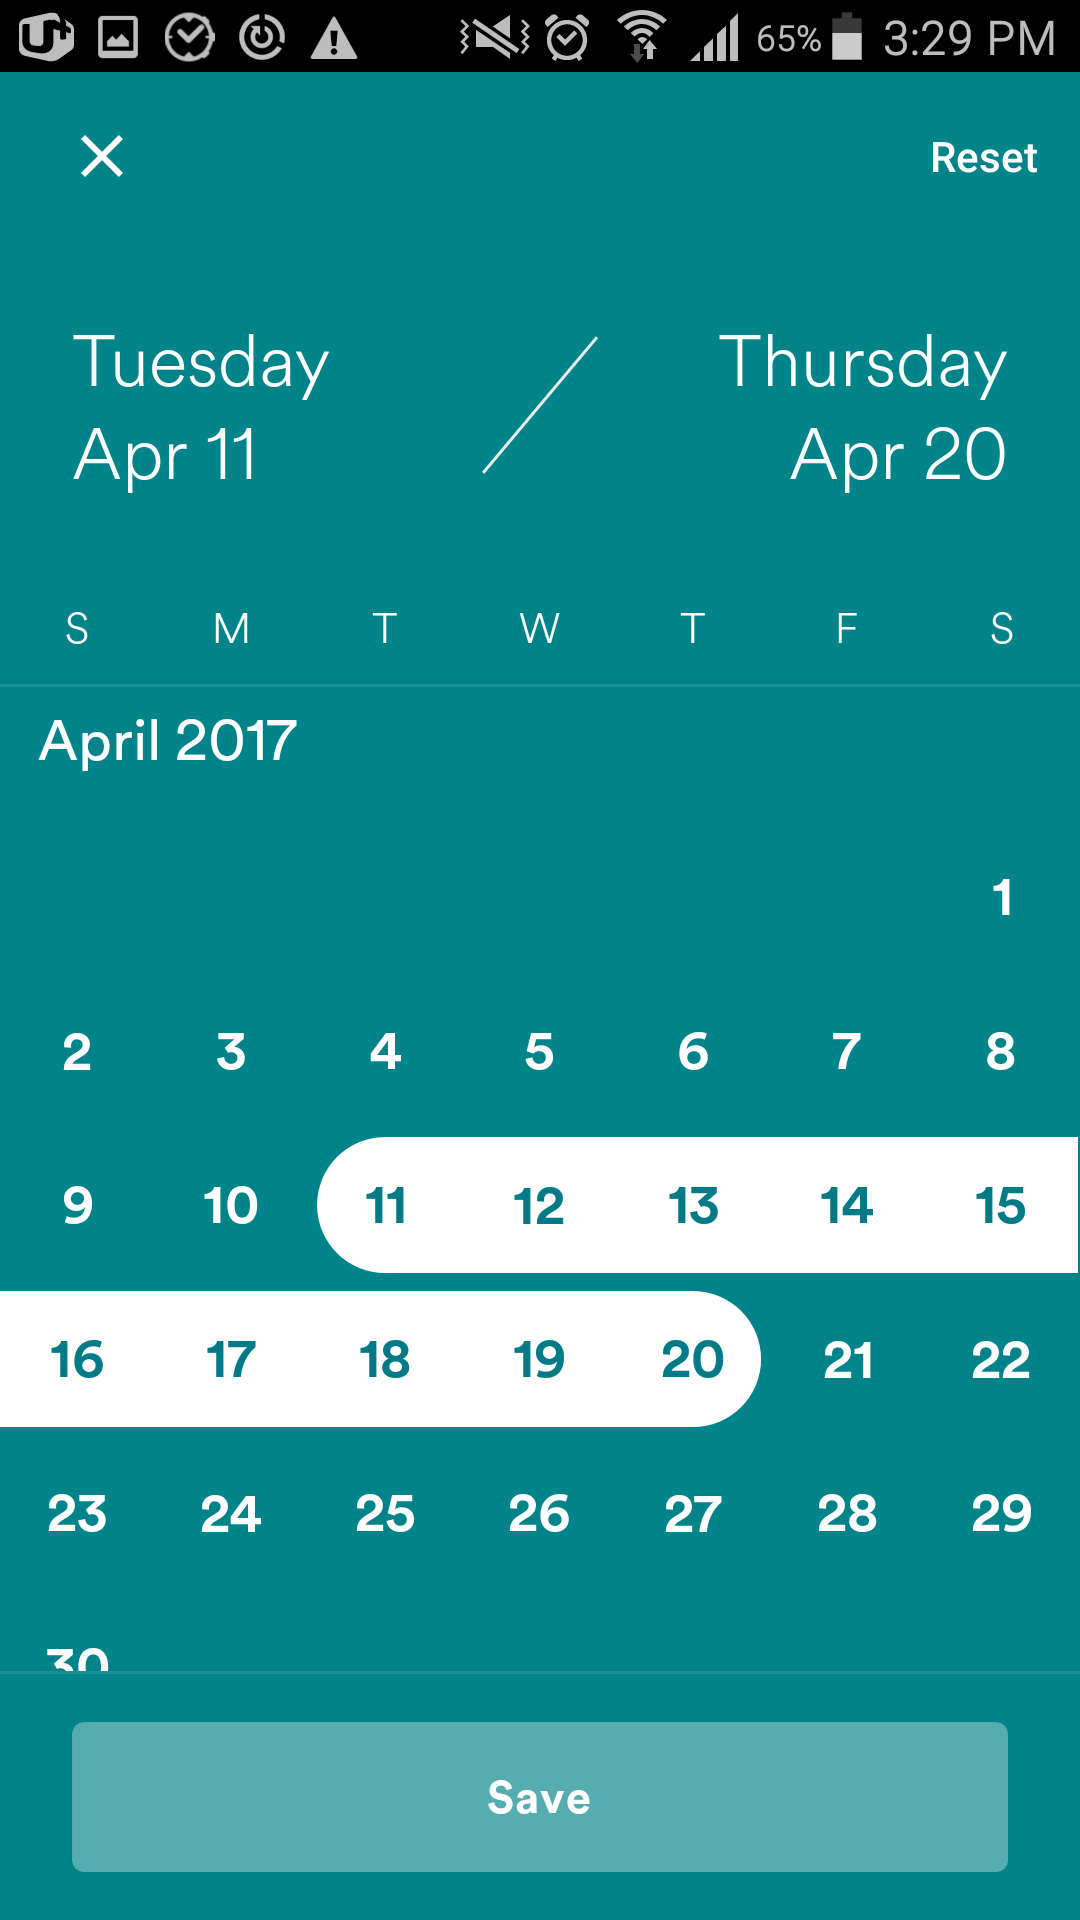 65% 3:29 PM
Reset
Tuesday
Apr 11
Thursday
Apr 20
S M T W T F S
April 2017
1
2 3 4 5 6 7 8
9 10 11 12 13 14 15
16 17 18 19 20 21 22
23 24 25 26 27 28 29
30
Save